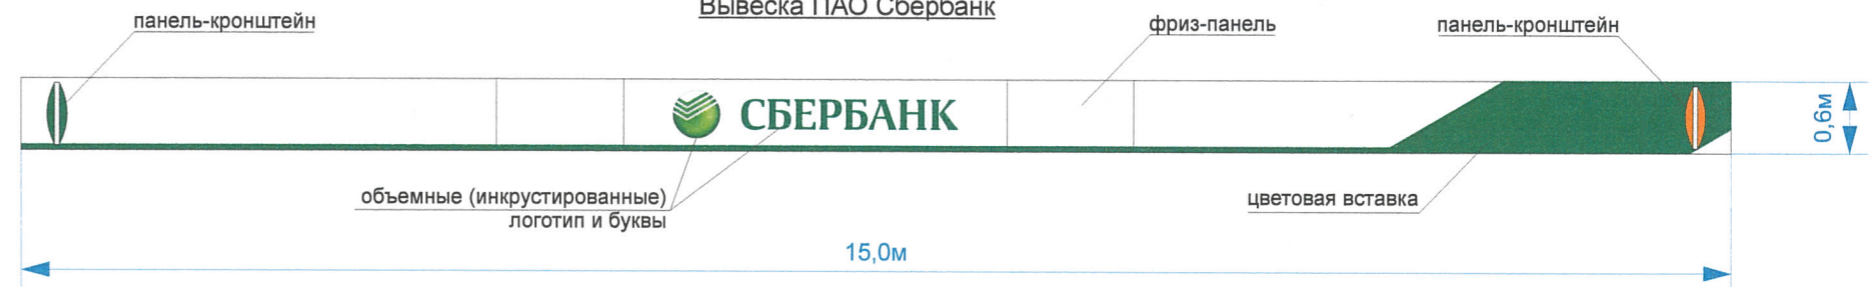 Вывеска ПАО Сбербанк
панель-кронштейн
фриз-панель
панель-кронштейн
СБЕРБАНК
0,6м
объемные (инкрустированные)
логотип и буквы
цветовая вставка
15,0м